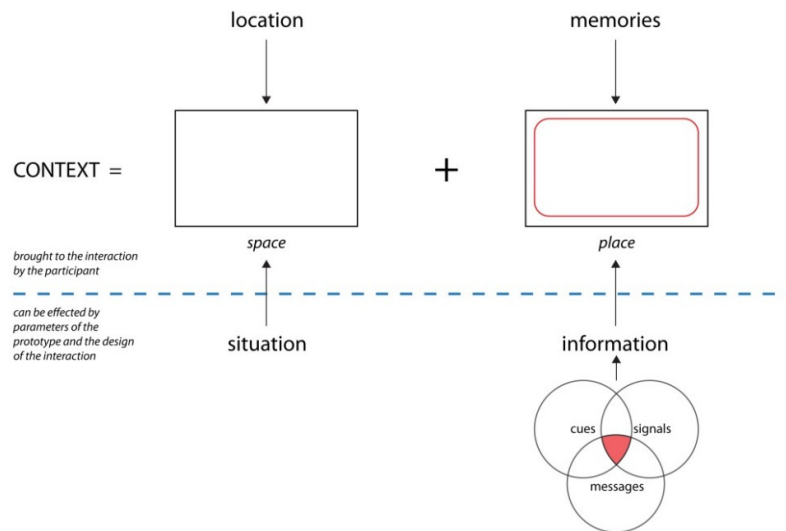 location
memories
CONTEXT =
+
space
place
brought to the interaction
by the participant
can be effected by
parameters of the
prototype and the design
of the interaction
situation
information
cues
signals
messages